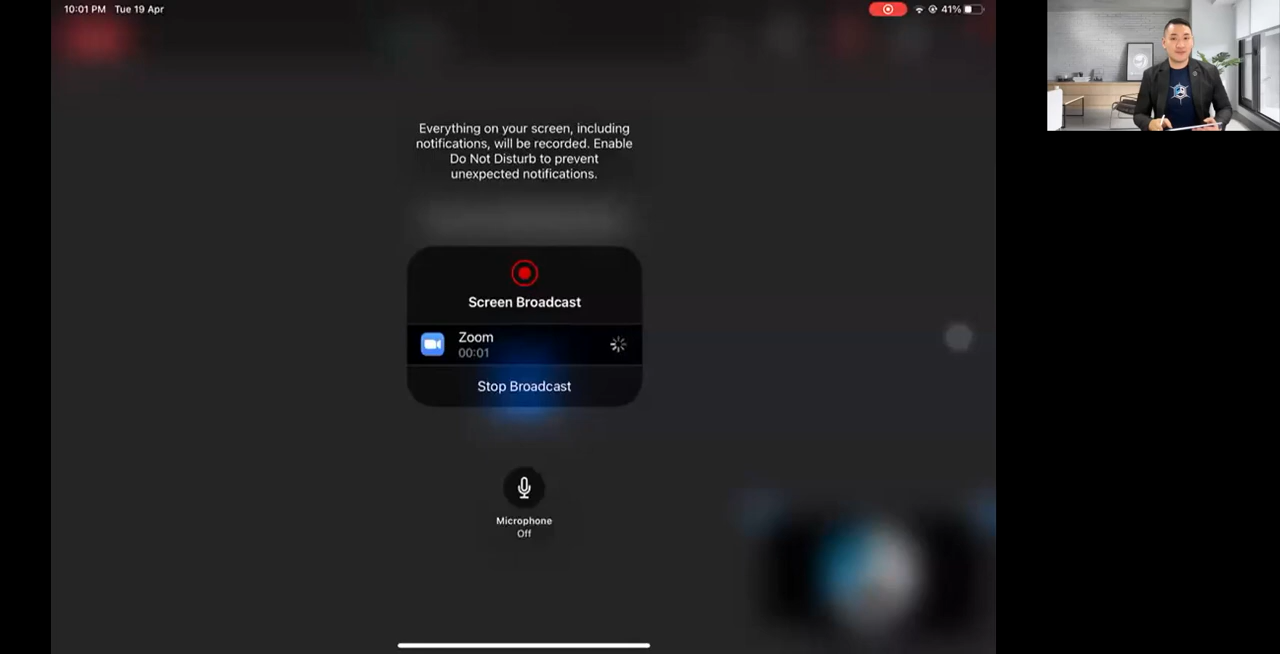 10:01 PM Tue 19 Apr
41%
Everything on your screen, including
notifications, will be recorded. Enable
Do Not Disturb to prevent
unexpected notifications.
Screen Broadcast
Zoom
00:01
Stop Broadcast
Microphone
Off